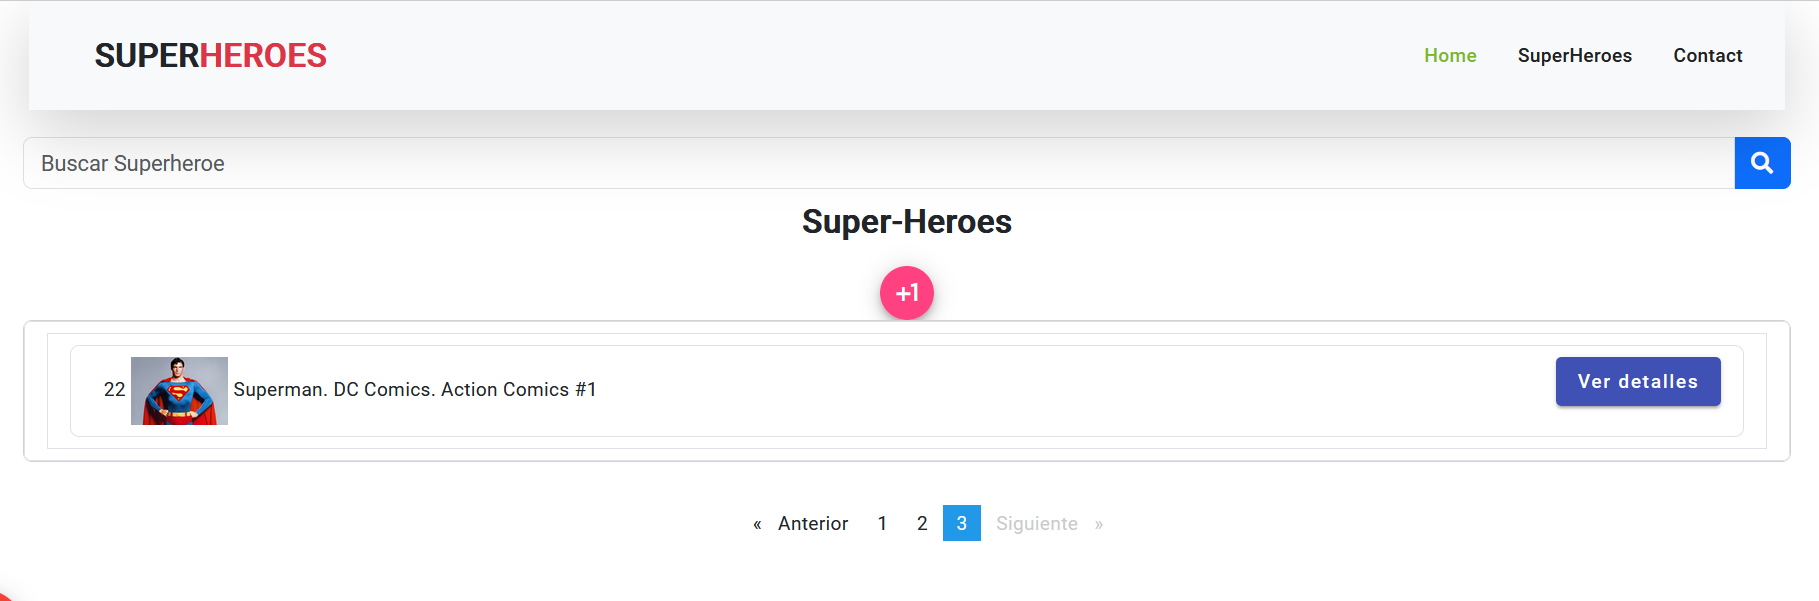 SUPERHEROES
Home SuperHeroes Contact
Buscar Superheroe
Super-Heroes
+1
22 Superman. DC Comics. Action Comics #1 Ver detalles
« Anterior 1 2 3 Siguiente »